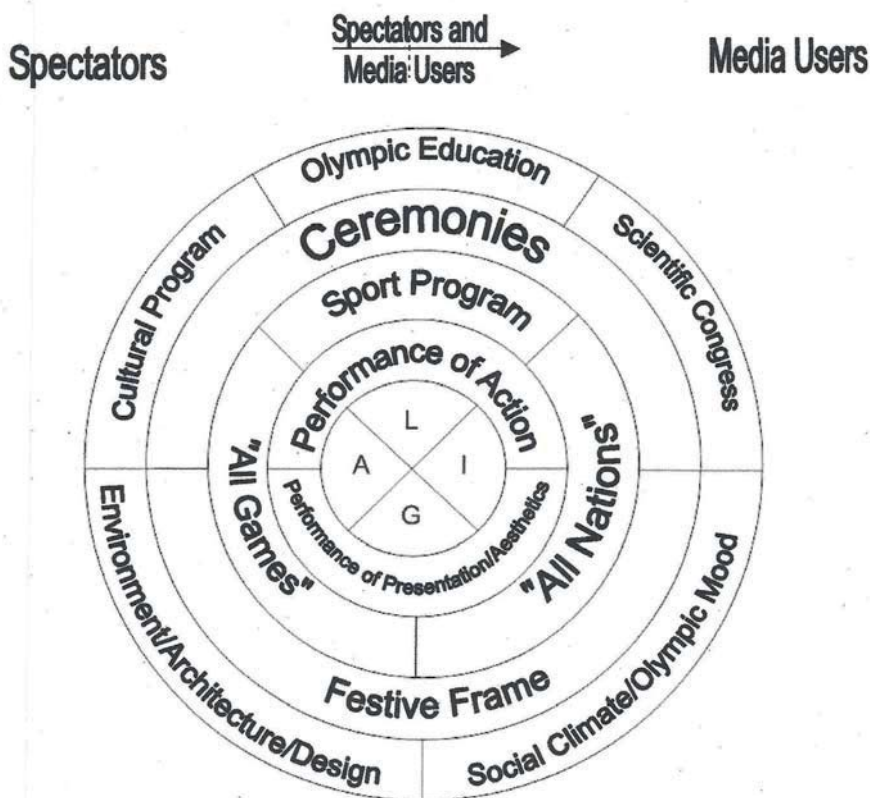 Spectators
Spectators and
Media Users
Media Users
Olympic Education
Cultural Program
Scientific Congress
Ceremonies
Sport Program
Performance of Action
L
A
I
G
"All Games"
"All Nations"
Performance of Presentation/Aesthetics
Festive Frame
Environment/Architecture/Design
Social Climate/Olympic Mood